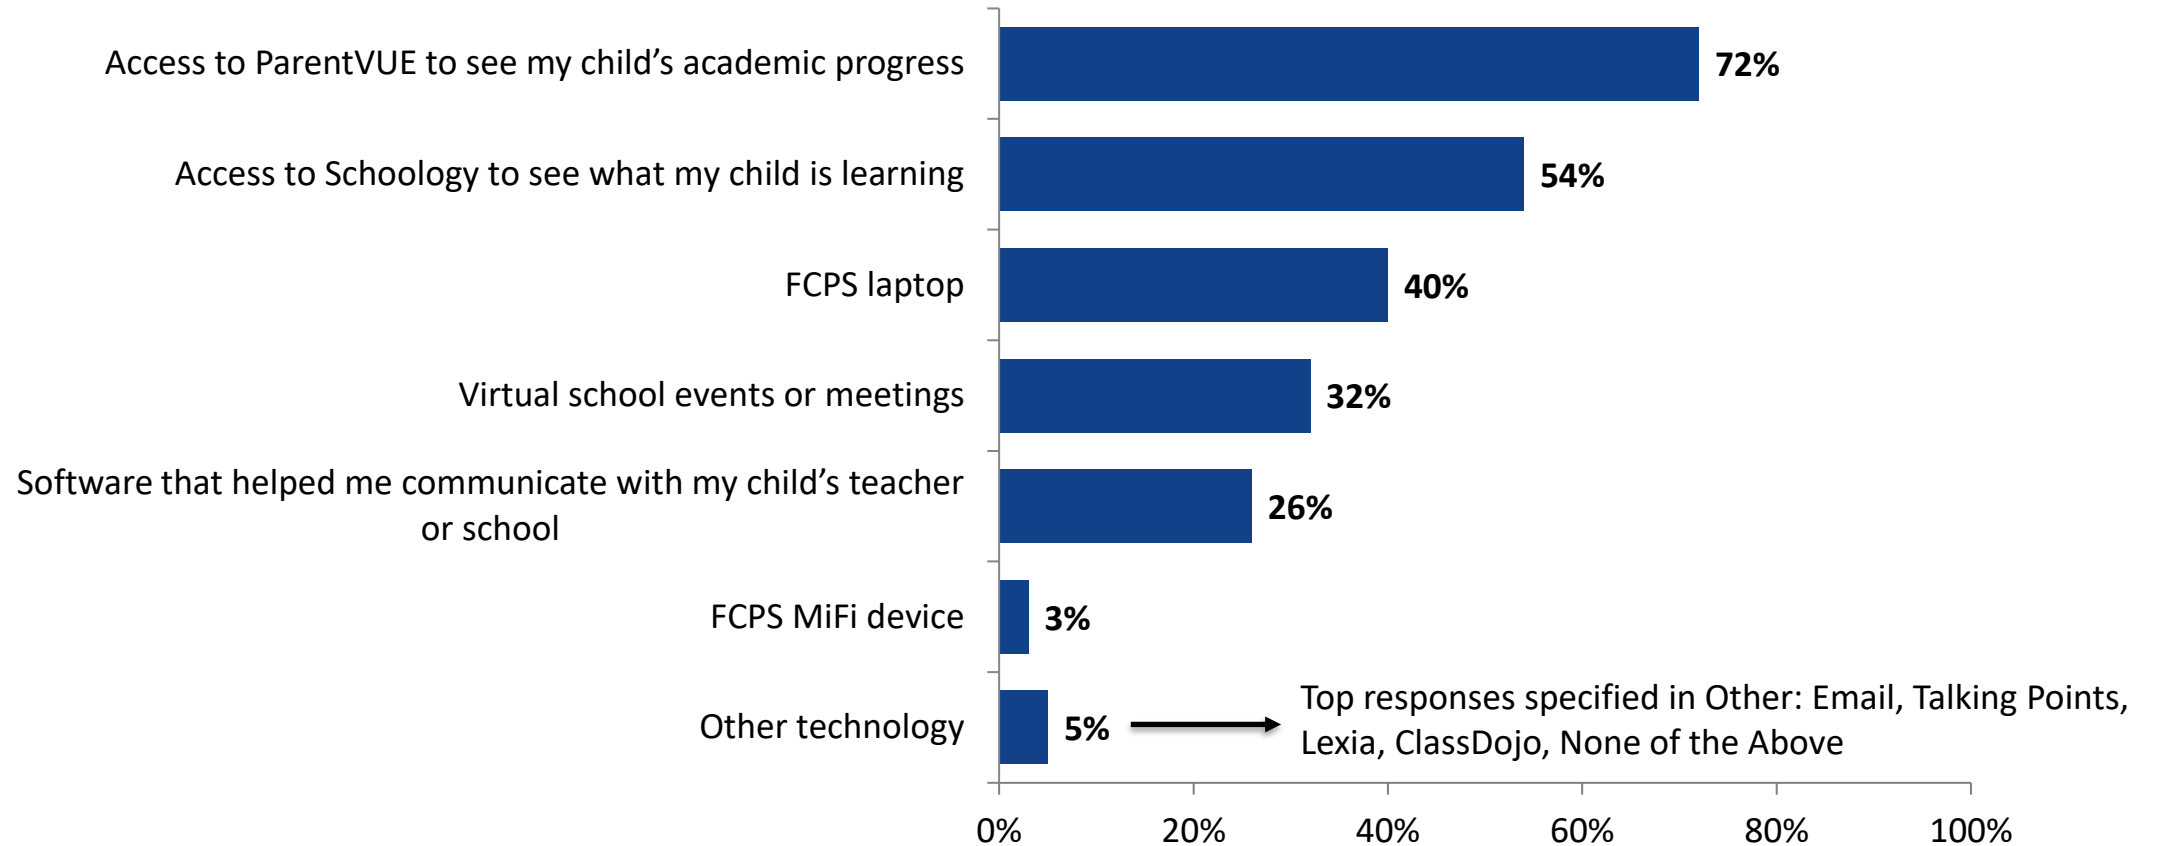 Access to ParentVUE to see my child’s academic progress
72%
Access to Schoology to see what my child is learning
54%
FCPS laptop
40%
Virtual school events or meetings
32%
Software that helped me communicate with my child’s teacher
or school
26%
FCPS MiFi device
3%
Other technology
5%
Top responses specified in Other: Email, Talking Points,
Lexia, ClassDojo, None of the Above
0% 20% 40% 60% 80% 100%